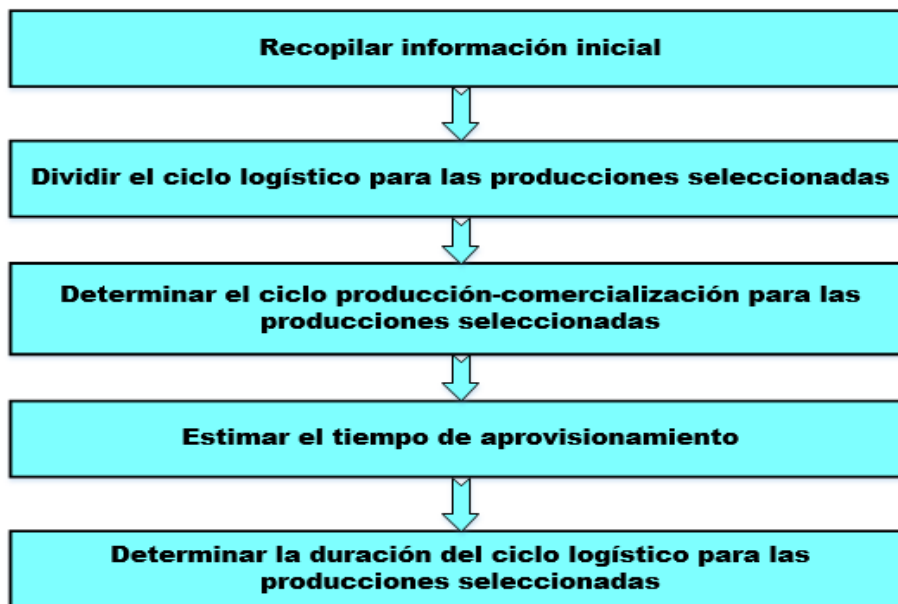 Recopilar información inicial
Dividir el ciclo logístico para las producciones seleccionadas
Determinar el ciclo producción-comercialización para las
producciones seleccionadas
Estimar el tiempo de aprovisionamiento
Determinar la duración del ciclo logístico para las
producciones seleccionadas